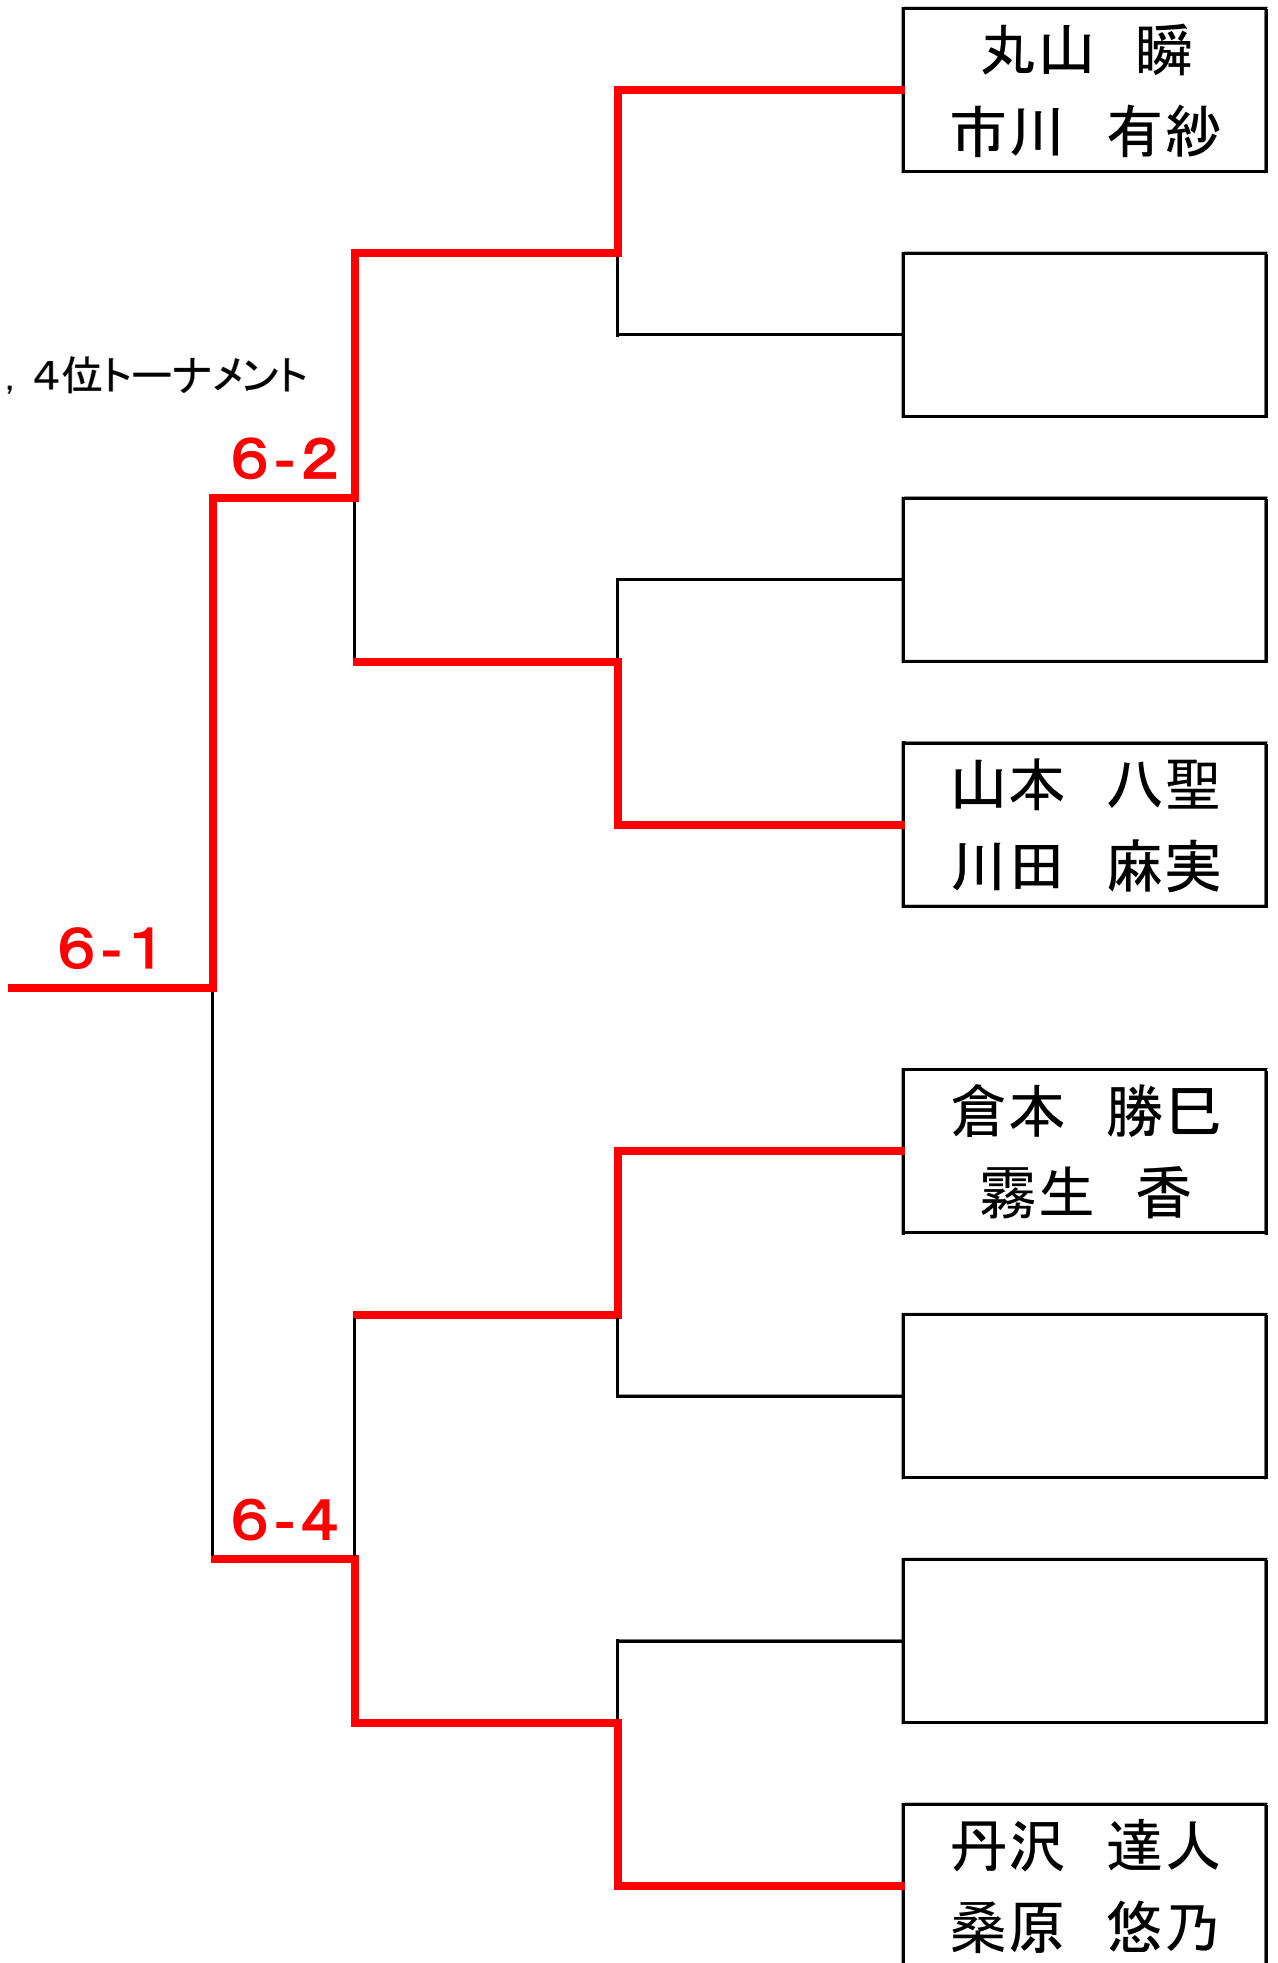 丸山 瞬
市川 有紗
，４位トーナメント
６-２
山本 八聖
川田 麻実
６-１
倉本 勝巳
霧生 香
６-４
丹沢 達人
桑原 悠乃